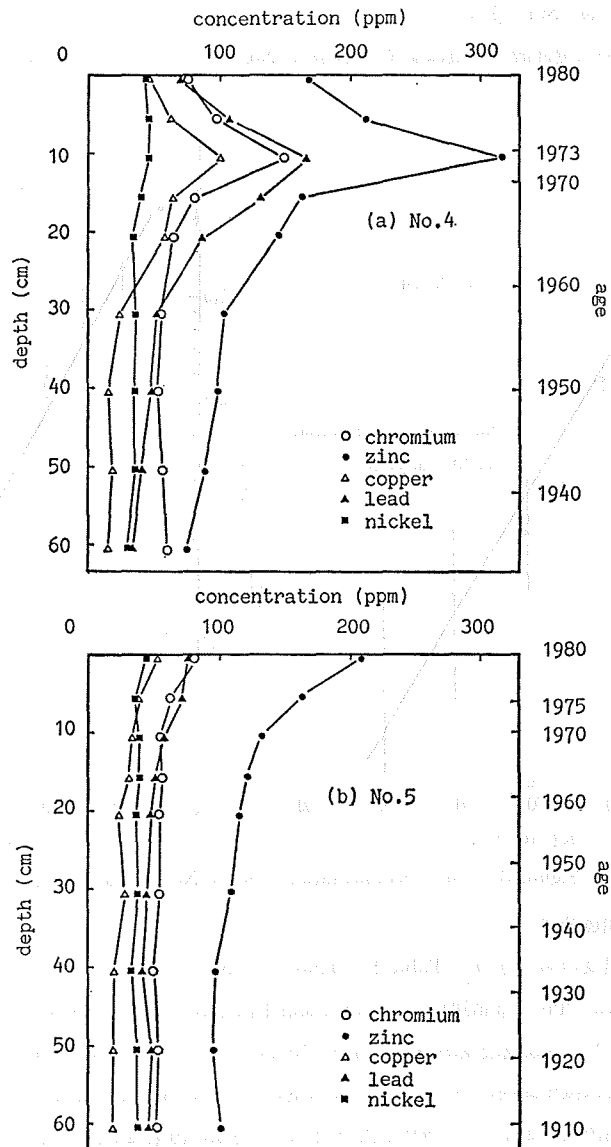 concentration (ppm)
0 100 200 300
1980
10 1973
1970
(a) No.4
20
depth (cm)
30 1960
age
40 1950
chromium
zinc
50 copper 1940
lead
nickel
60
concentration (ppm)
0 100 200 300
1980
1975
10 1970
(b) No.5
20 1960
depth (cm)
age
30 1950
1940
40
1930
chromium
zinc
50 copper 1920
lead
nickel
60 1910